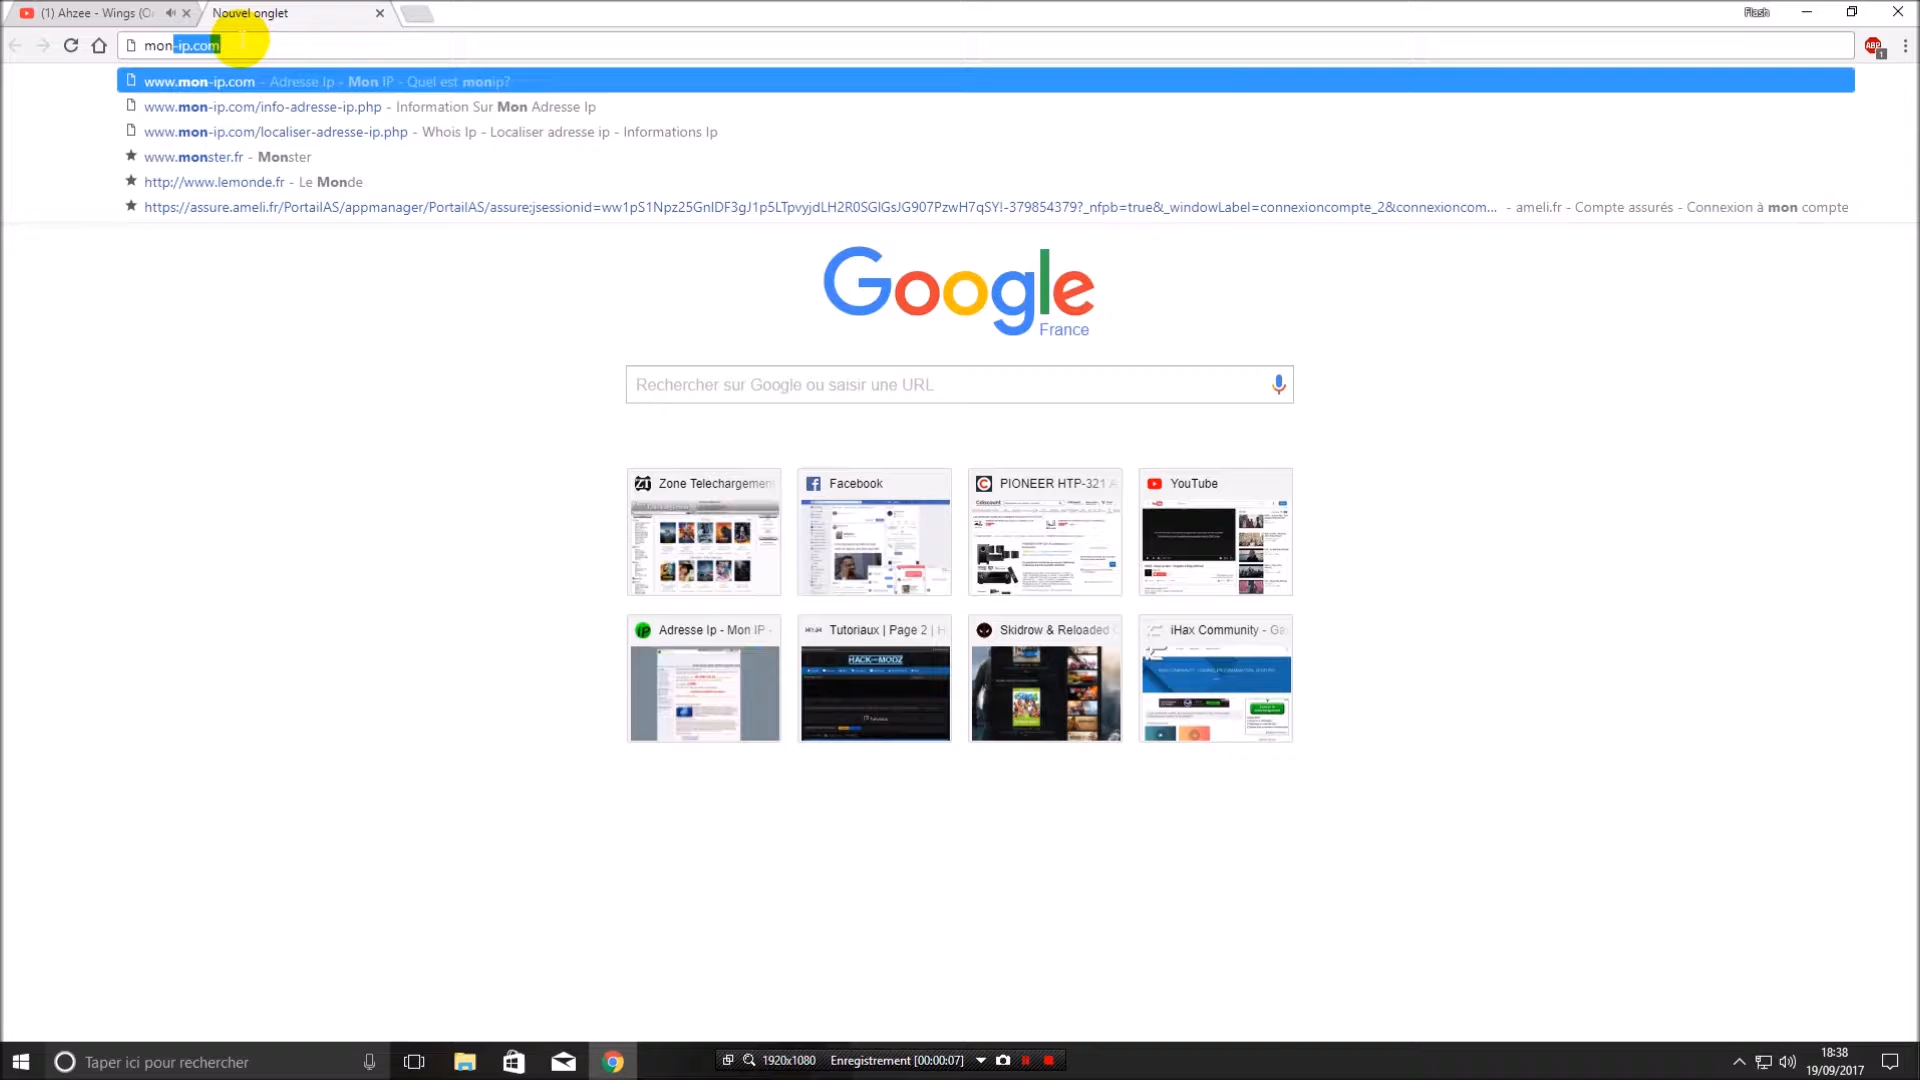 (1) Ahzee - Wings (O
Nouvel onglet
Flash
mon-ip.com
ABP
1
www.mon-ip.com - Adresse Ip - Mon IP - Quel est monip?
www.mon-ip.com/info-adresse-ip.php - Information Sur Mon Adresse Ip
www.mon-ip.com/localiser-adresse-ip.php - Whois Ip - Localiser adresse ip - Informations Ip
www.monster.fr - Monster
http://www.lemonde.fr - Le Monde
https://assure.ameli.fr/PortailAS/appmanager/PortailAS/assure;jsessionid=ww1pS1Npz25GnIDF3gJ1p5LTpvyjdLH2R0SGlGsJG907PzwH7qSY!-379854379?_nfpb=true&_windowLabel=connexioncompte_2&connexioncom... - ameli.fr - Compte assurés - Connexion à mon compte
Google
France
Rechercher sur Google ou saisir une URL
Zone Telechargement
Facebook
PIONEER HTP-321 A
YouTube
Adresse Ip - Mon IP -
Tutoriaux | Page 2 | H
Skidrow & Reloaded
iHax Community - Ga
HACK-MODZ
Taper ici pour rechercher
1920x1080
Enregistrement [00:00:07]
18:38
19/09/2017